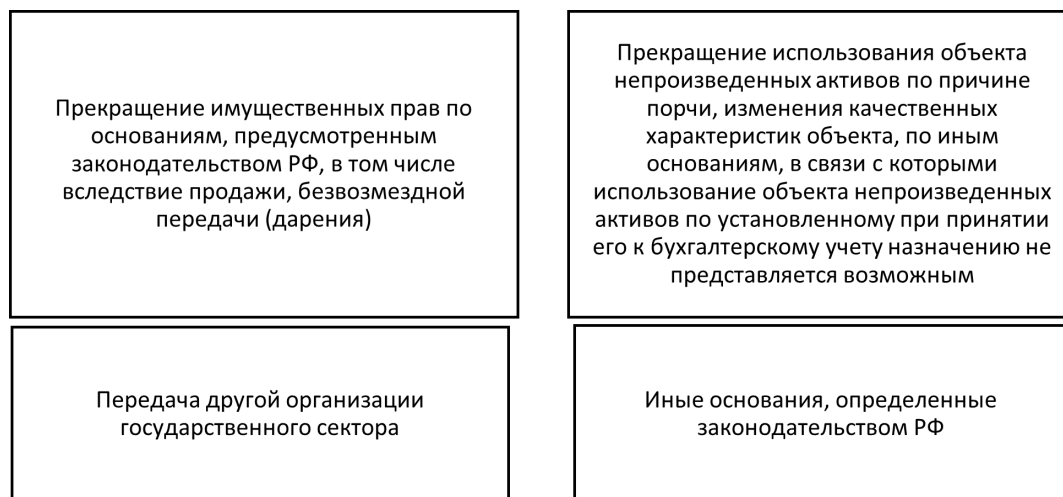 Прекращение имущественных прав по
основаниям, предусмотренным
законодательством РФ, в том числе
вследствие продажи, безвозмездной
передачи (дарения)
Прекращение использования объекта
непроизведенных активов по причине
порчи, изменения качественных
характеристик объекта, по иным
основаниям, в связи с которыми
использование объекта непроизведенных
активов по установленному при принятии
его к бухгалтерскому учету назначению не
представляется возможным
Передача другой организации
государственного сектора
Иные основания, определенные
законодательством РФ